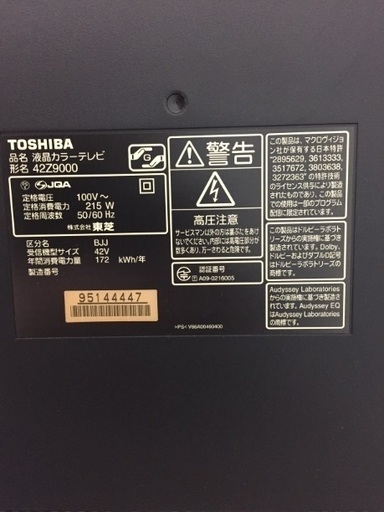 TOSHIBA
品名 液晶カラーテレビ
形名 42Z9000
JQA
定格電圧 100V～
定格消費電力 215 W
定格周波数 50/60 Hz
株式会社 東芝
区分名 BJJ
受信機型サイズ 42V
年間消費電力量 172 kWh/年
製造番号
95144447
G
警告
高圧注意
サービスマン以外の方は裏ぶたをあけないでください。内部には高電圧部分が数多くあり、万一さわると危険です。
認証番号
A09-0216005
>PS< V66A00460400
この製品は、マクロヴィジョン社が保有する日本特許
"2895629, 3613333,
3517672, 3803638,
3272363"の特許技術
のライセンス供与により製造されています。
この製品はドルビーラボラトリーズからの実施権に基づき製造されています。Dolby、ドルビー及びダブルD記号はドルビーラボラトリーズの商標です。
Audyssey Laboratories
からの実施権に基づき製造されています。
Audyssey EQ
はAudyssey Laboratories
の商標です。